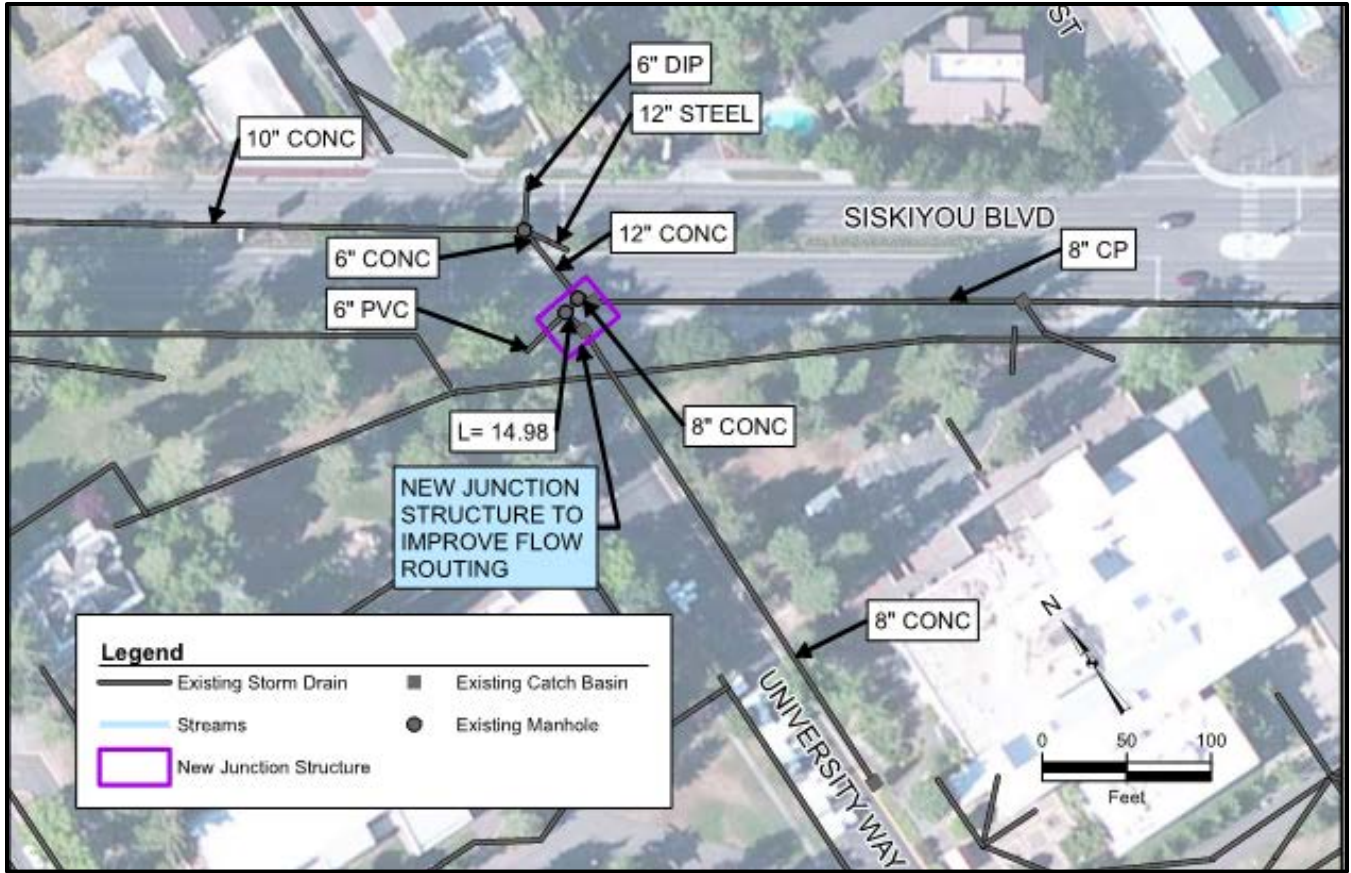 ST
6" DIP
12" STEEL
10" CONC
SISKIYOU BLVD
12" CONC
6" CONC
8" CP
6" PVC
L= 14.98
8" CONC
NEW JUNCTION
STRUCTURE TO
IMPROVE FLOW
ROUTING
8" CONC
UNIVERSITY WAY
N
Legend
Existing Storm Drain
Existing Catch Basin
Streams
Existing Manhole
New Junction Structure
0 50 100
Feet